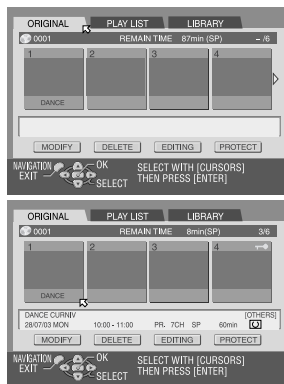 ORIGINAL PLAY LIST LIBRARY
0001 REMAIN TIME 87min (SP) – /6
1 2 3 4
DANCE
MODIFY DELETE EDITING PROTECT
NAVIGATION OK SELECT WITH [CURSORS]
EXIT SELECT THEN PRESS [ENTER]
ORIGINAL PLAY LIST LIBRARY
0001 REMAIN TIME 8min(SP) 3/6
1 2 3 4
DANCE
DANCE CURNIV [OTHERS]
28/07/03 MON 10:00 - 11:00 PR. 7CH SP 60min
MODIFY DELETE EDITING PROTECT
NAVIGATION OK SELECT WITH [CURSORS]
EXIT SELECT THEN PRESS [ENTER]